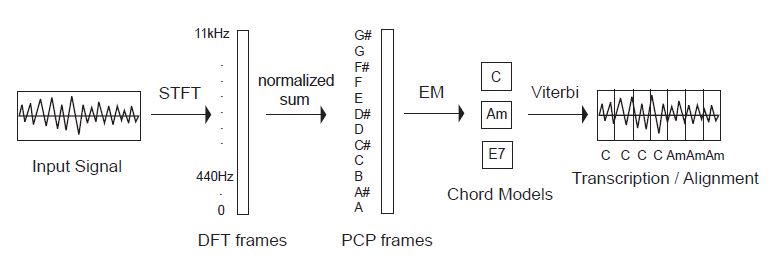 Input Signal
STFT
11kHz
440Hz
0
DFT frames
normalized
sum
G#
G
F#
F
E
D#
D
C#
C
B
A#
A
PCP frames
EM
C
Am
E7
Chord Models
Viterbi
C C C C AmAmAm
Transcription / Alignment